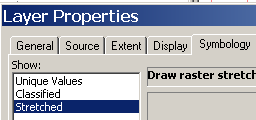 Layer Properties
General Source Extent Display Symbology
Show:
Unique Values
Classified
Stretched
Draw raster stretch